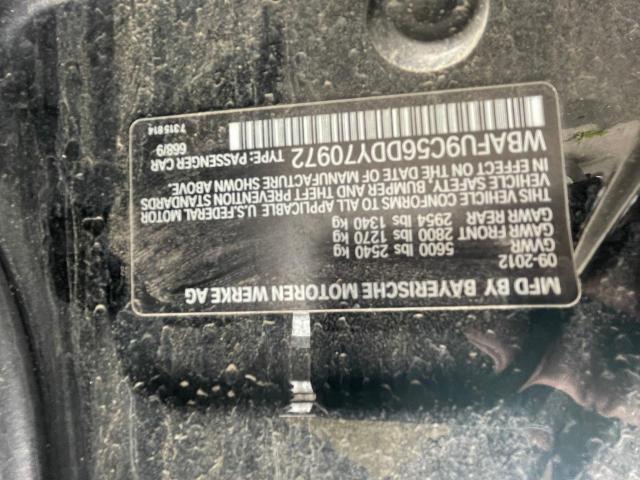 MFD BY BAYERISCHE MOTOREN WERKE AG
09-2012
GVWR 5600 lbs 2540 kg
GAWR FRONT 2800 lbs 1270 kg
GAWR REAR 2954 lbs 1340 kg
THIS VEHICLE CONFORMS TO ALL APPLICABLE U.S.FEDERAL MOTOR
VEHICLE SAFETY, BUMPER AND THEFT PREVENTION STANDARDS
IN EFFECT ON THE DATE OF MANUFACTURE SHOWN ABOVE.
WBAFU9C56DDY70972 TYPE: PASSENGER CAR
668/9
7315814